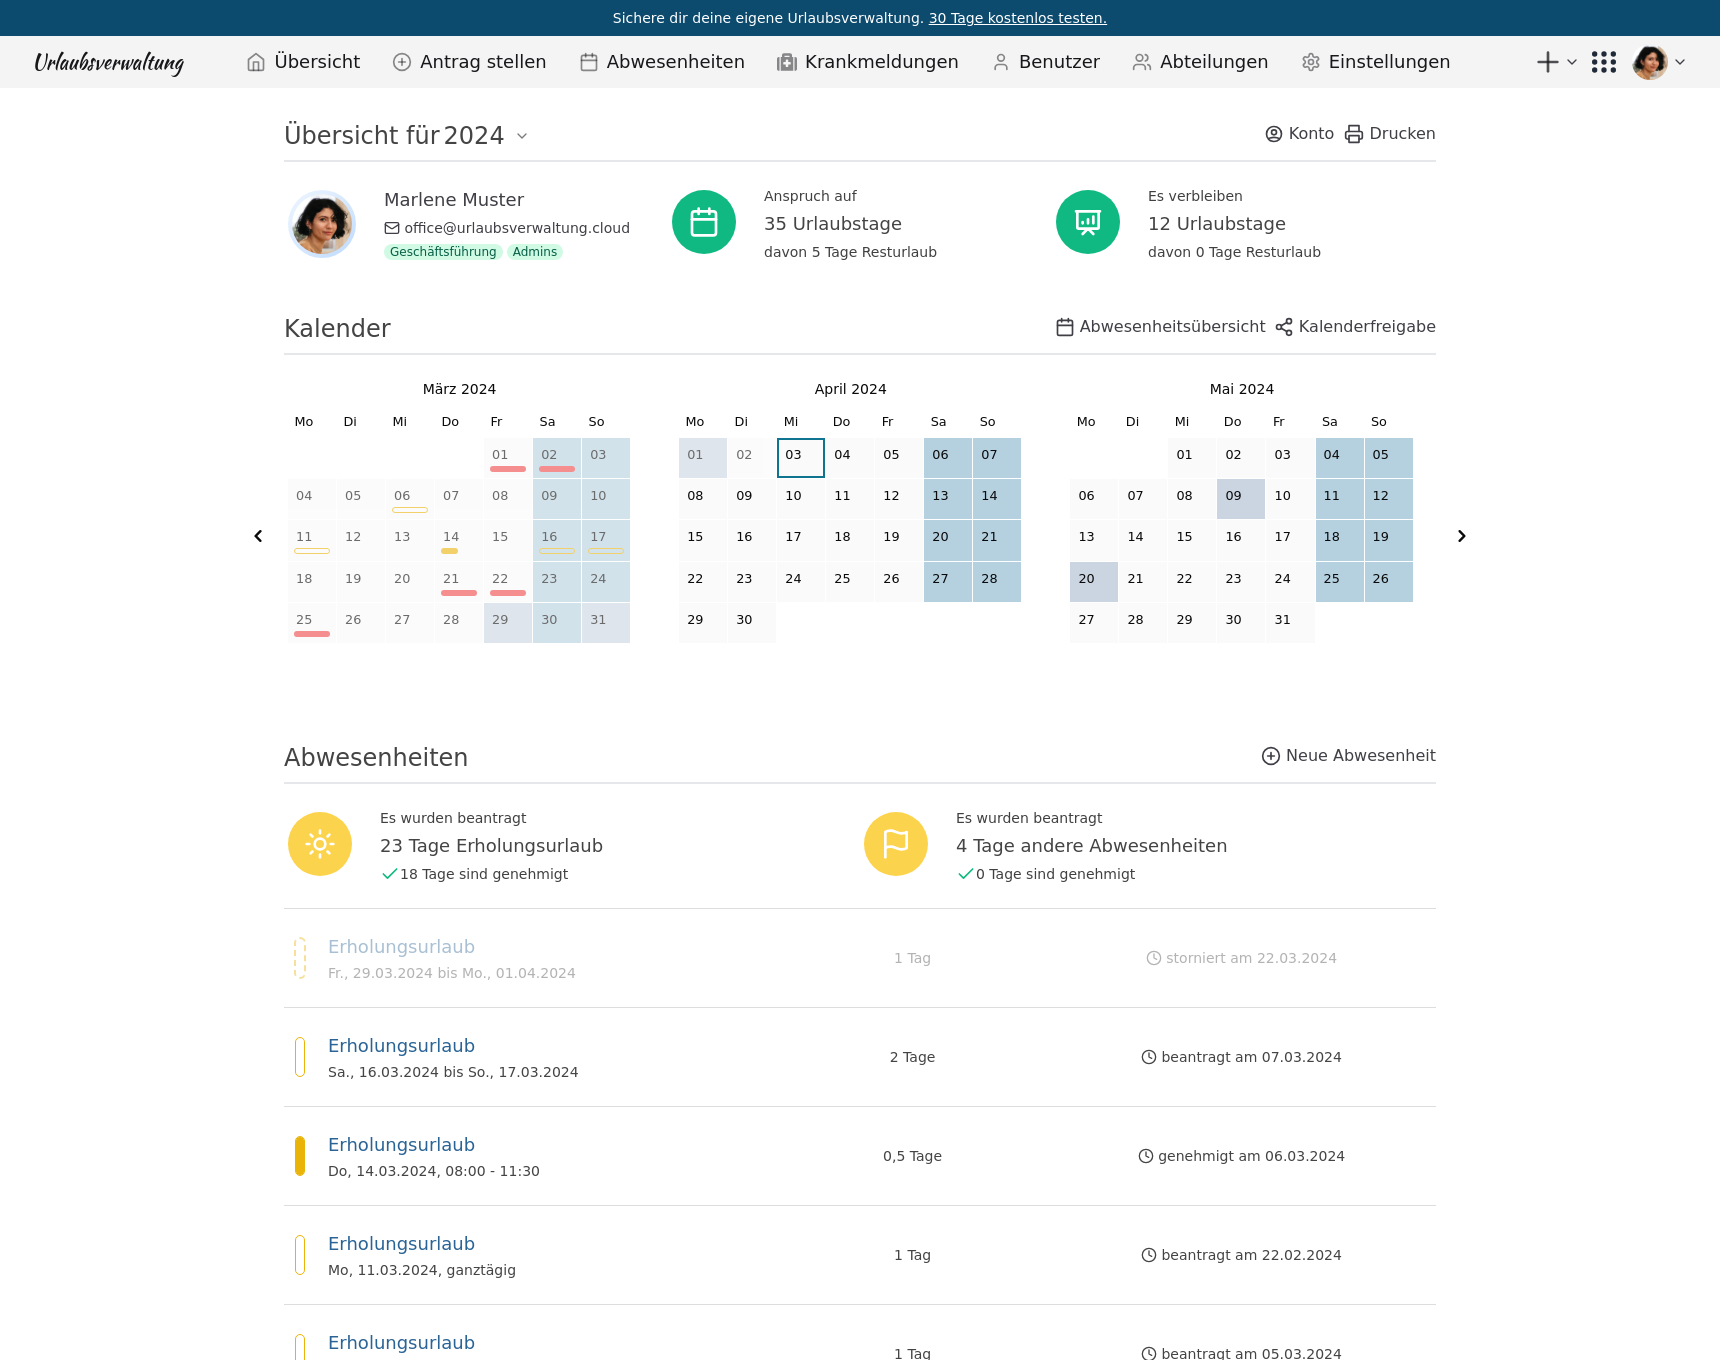 Sichere dir deine eigene Urlaubsverwaltung. 30 Tage kostenlos testen.
Urlaubsverwaltung Übersicht Antrag stellen Abwesenheiten Krankmeldungen Benutzer Abteilungen Einstellungen
Übersicht für 2024 Konto Drucken
Marlene Muster
office@urlaubsverwaltung.cloud
Geschäftsführung Admins
Anspruch auf
35 Urlaubstage
davon 5 Tage Resturlaub
Es verbleiben
12 Urlaubstage
davon 0 Tage Resturlaub
Kalender Abwesenheitsübersicht Kalenderfreigabe
März 2024
Mo Di Mi Do Fr Sa So
01 02 03
04 05 06 07 08 09 10
11 12 13 14 15 16 17
18 19 20 21 22 23 24
25 26 27 28 29 30 31
April 2024
Mo Di Mi Do Fr Sa So
01 02 03 04 05 06 07
08 09 10 11 12 13 14
15 16 17 18 19 20 21
22 23 24 25 26 27 28
29 30
Mai 2024
Mo Di Mi Do Fr Sa So
01 02 03 04 05
06 07 08 09 10 11 12
13 14 15 16 17 18 19
20 21 22 23 24 25 26
27 28 29 30 31
Abwesenheiten Neue Abwesenheit
Es wurden beantragt
23 Tage Erholungsurlaub
18 Tage sind genehmigt
Es wurden beantragt
4 Tage andere Abwesenheiten
0 Tage sind genehmigt
Erholungsurlaub
Fr., 29.03.2024 bis Mo., 01.04.2024
1 Tag
storniert am 22.03.2024
Erholungsurlaub
Sa., 16.03.2024 bis So., 17.03.2024
2 Tage
beantragt am 07.03.2024
Erholungsurlaub
Do, 14.03.2024, 08:00 - 11:30
0,5 Tage
genehmigt am 06.03.2024
Erholungsurlaub
Mo, 11.03.2024, ganztägig
1 Tag
beantragt am 22.02.2024
Erholungsurlaub
1 Tag
beantragt am 05.03.2024